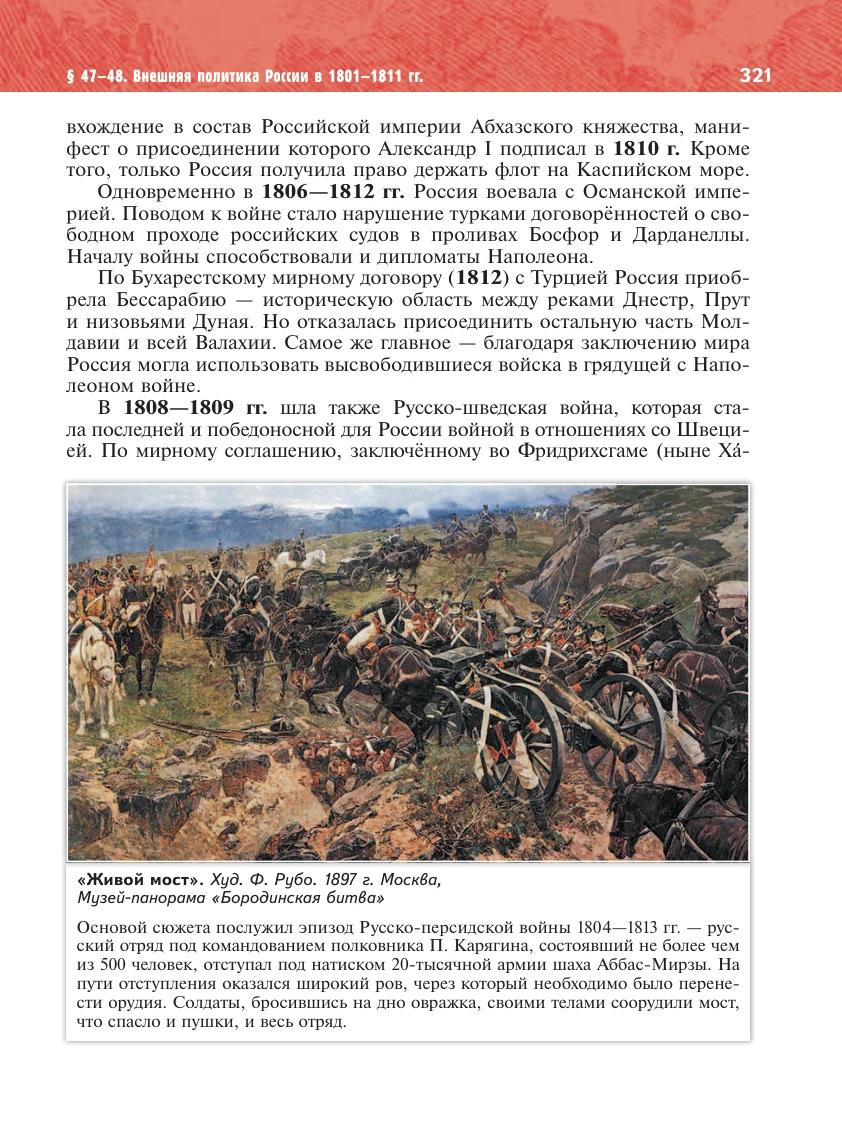 § 47–48. Внешняя политика России в 1801–1811 гг.
321
вхождение в состав Российской империи Абхазского княжества, мани-
фест о присоединении которого Александр I подписал в 1810 г. Кроме
того, только Россия получила право держать флот на Каспийском море.
Одновременно в 1806—1812 гг. Россия воевала с Османской импе-
рией. Поводом к войне стало нарушение турками договорённостей о сво-
бодном проходе российских судов в проливах Босфор и Дарданеллы.
Началу войны способствовали и дипломаты Наполеона.
По Бухарестскому мирному договору (1812) с Турцией Россия приоб-
рела Бессарабию — историческую область между реками Днестр, Прут
и низовьями Дуная. Но отказалась присоединить остальную часть Мол-
давии и всей Валахии. Самое же главное — благодаря заключению мира
Россия могла использовать высвободившиеся войска в грядущей с Напо-
леоном войне.
В 1808—1809 гг. шла также Русско-шведская война, которая ста-
ла последней и победоносной для России войной в отношениях со Швеци-
ей. По мирному соглашению, заключённому во Фридрихсгаме (ныне Ха́-
«Живой мост». Худ. Ф. Рубо. 1897 г. Москва,
Музей-панорама «Бородинская битва»
Основой сюжета послужил эпизод Русско-персидской войны 1804—1813 гг. — рус-
ский отряд под командованием полковника П. Карягина, состоявший не более чем
из 500 человек, отступал под натиском 20-тысячной армии шаха Аббас-Мирзы. На
пути отступления оказался широкий ров, через который необходимо было перене-
сти орудия. Солдаты, бросившись на дно овражка, своими телами соорудили мост,
что спасло и пушки, и весь отряд.